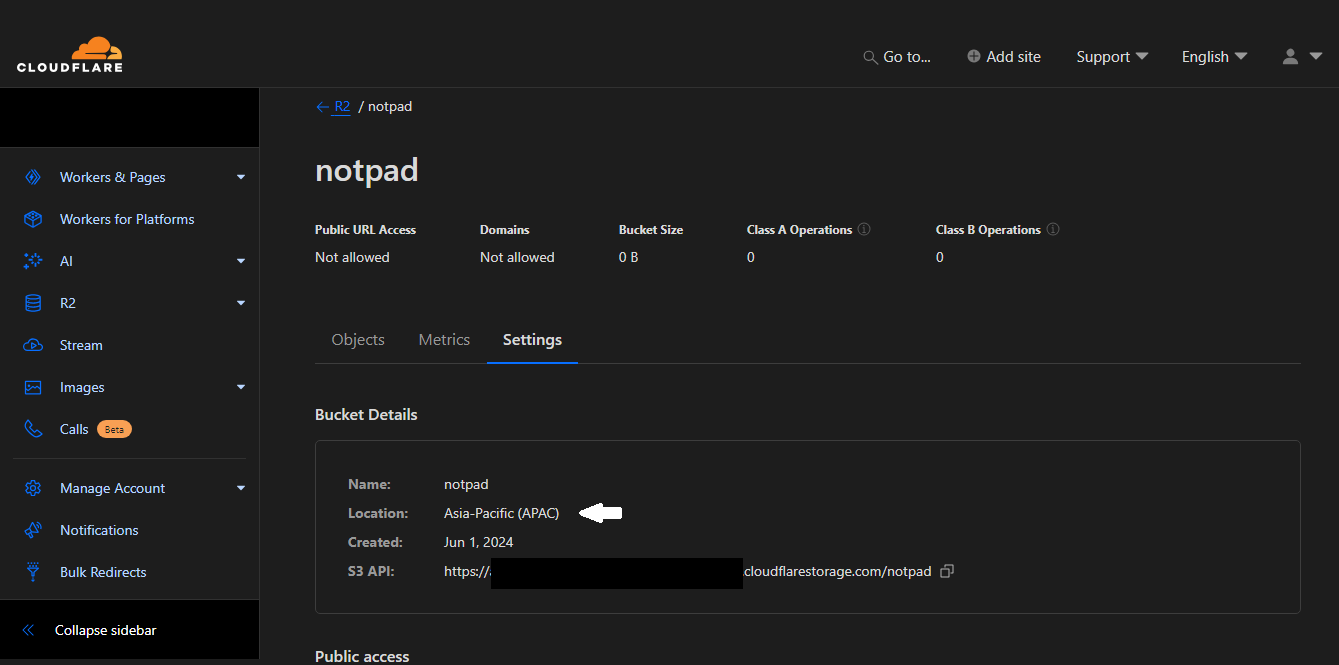 CLOUDFLARE
Go to...
Add site
Support
English
R2 / notpad
notpad
Workers & Pages
Workers for Platforms
AI
R2
Stream
Images
Calls Beta
Manage Account
Notifications
Bulk Redirects
Collapse sidebar
Public URL Access
Not allowed
Domains
Not allowed
Bucket Size
0 B
Class A Operations
0
Class B Operations
0
Objects
Metrics
Settings
Bucket Details
Name: notpad
Location: Asia-Pacific (APAC)
Created: Jun 1, 2024
S3 API: https:// .cloudflarestorage.com/notpad
Public access